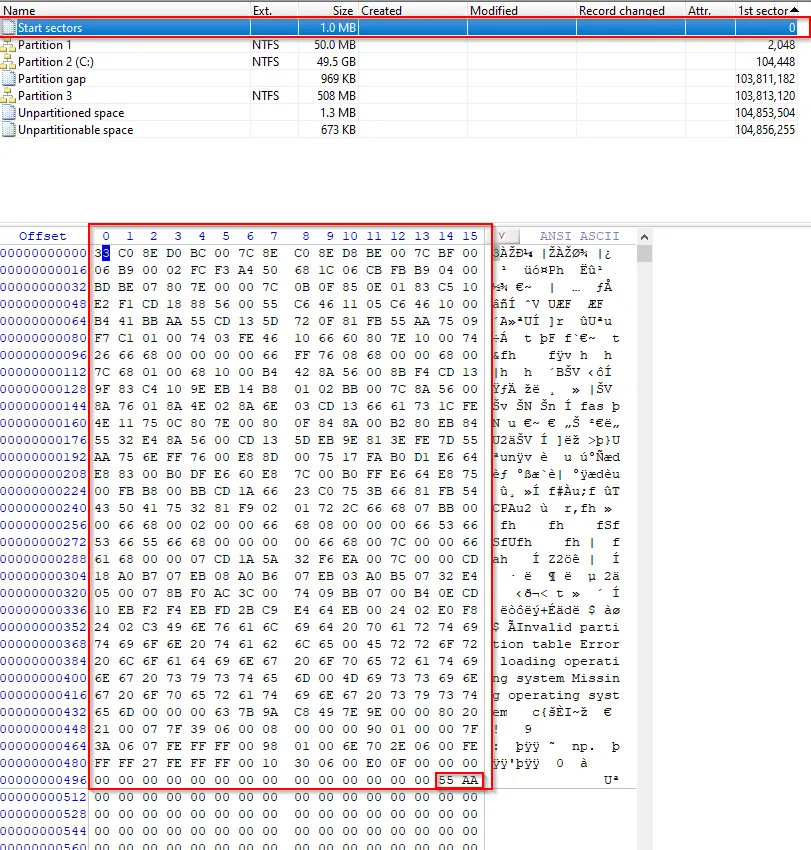 Name Ext. Size Created Modified Record changed Attr. 1st sector
Start sectors 1.0 MB 0
Partition 1 NTFS 50.0 MB 2,048
Partition 2 (C:) NTFS 49.5 GB 104,448
Partition gap 969 KB 103,811,182
Partition 3 NTFS 508 MB 103,813,120
Unpartitioned space 1.3 MB 104,853,504
Unpartitionable space 673 KB 104,856,255
Offset 0 1 2 3 4 5 6 7 8 9 10 11 12 13 14 15 ANSI ASCII
00000000000 33 C0 8E D0 BC 00 7C 8E C0 8E D8 BE 00 7C BF 00 3ÀŽÐ¼ |ŽÀŽØ¾ |¿
00000000016 06 B9 00 02 FC F3 A4 50 68 1C 06 CB FB B9 04 00 ¹ üó¤Ph Ëû¹
00000000032 BD BE 07 80 7E 00 00 7C 0B 0F 85 0E 01 83 C5 10 ½¾ €~ | … ƒÅ
00000000048 E2 F1 CD 18 88 56 00 55 C6 46 11 05 C6 46 10 00 âñÍ ˆV UÆF ÆF
00000000064 B4 41 BB AA 55 CD 13 5D 72 0F 81 FB 55 AA 75 09 ´A»ªUÍ ]r ûUªu
00000000080 F7 C1 01 00 74 03 FE 46 10 66 60 80 7E 10 00 74 ÷Á t þF f`€~ t
00000000096 26 66 68 00 00 00 00 66 FF 76 08 68 00 00 68 00 &fh fÿv h h
00000000112 7C 68 01 00 68 10 00 B4 42 8A 56 00 8B F4 CD 13 |h h ´BŠV ‹ôÍ
00000000128 9F 83 C4 10 9E EB 14 B8 01 02 BB 00 7C 8A 56 00 ŸƒÄ žë ¸ » |ŠV
00000000144 8A 76 01 8A 4E 02 8A 6E 03 CD 13 66 61 73 1C FE Šv ŠN Šn Í fas þ
00000000160 4E 11 75 0C 80 7E 00 80 0F 84 8A 00 B2 80 EB 84 N u €~ € „Š ²€ë„
00000000176 55 32 E4 8A 56 00 CD 13 5D EB 9E 81 3E FE 7D 55 U2äŠV Í ]ëž >þ}U
00000000192 AA 75 6E FF 76 00 E8 8D 00 75 17 FA B0 D1 E6 64 ªunÿv è u ú°Ñæd
00000000208 E8 83 00 B0 DF E6 60 E8 7C 00 B0 FF E6 64 E8 75 èƒ °ßæ`è| °ÿædèu
00000000224 00 FB B8 00 BB CD 1A 66 23 C0 75 3B 66 81 FB 54 û¸ »Í f#Àu;f ûT
00000000240 43 50 41 75 32 81 F9 02 01 72 2C 66 68 07 BB 00 CPAu2 ù r,fh »
00000000256 00 66 68 00 02 00 00 66 68 08 00 00 00 66 53 66 fh fh fSf
00000000272 53 66 55 66 68 00 00 00 00 66 68 00 7C 00 00 66 SfUfh fh | f
00000000288 61 68 00 00 07 CD 1A 5A 32 F6 EA 00 7C 00 00 CD ah Í Z2öê | Í
00000000304 18 A0 B7 07 EB 08 A0 B6 07 EB 03 A0 B5 07 32 E4 · ë ¶ ë µ 2ä
00000000320 05 00 07 8B F0 AC 3C 00 74 09 BB 07 00 B4 0E CD ‹ð¬< t » ´ Í
00000000336 10 EB F2 F4 EB FD 2B C9 E4 64 EB 00 24 02 E0 F8 ëòôëý+Éädë $ àø
00000000352 24 02 C3 49 6E 76 61 6C 69 64 20 70 61 72 74 69 $ ÃInvalid parti
00000000368 74 69 6F 6E 20 74 61 62 6C 65 00 45 72 72 6F 72 tion table Error
00000000384 20 6C 6F 61 64 69 6E 67 20 6F 70 65 72 61 74 69 loading operati
00000000400 6E 67 20 73 79 73 74 65 6D 00 4D 69 73 73 69 6E ng system Missin
00000000416 67 20 6F 70 65 72 61 74 69 6E 67 20 73 79 73 74 g operating syst
00000000432 65 6D 00 00 00 63 7B 9A C8 49 7E 9E 00 00 80 20 em c{šÈI~ž €
00000000448 21 00 07 7F 39 06 00 08 00 00 00 90 01 00 00 7F ! 9
00000000464 3A 06 07 FE FF FF 00 98 01 00 6E 70 2E 06 00 FE : þÿÿ ˜ np. þ
00000000480 FF FF 27 FE FF FF 00 10 30 06 00 E0 0F 00 00 00 ÿÿ'þÿÿ 0 à
00000000496 00 00 00 00 00 00 00 00 00 00 00 00 00 00 55 AA Uª
00000000512 00 00 00 00 00 00 00 00 00 00 00 00 00 00 00 00
00000000528 00 00 00 00 00 00 00 00 00 00 00 00 00 00 00 00
00000000544 00 00 00 00 00 00 00 00 00 00 00 00 00 00 00 00
00000000560 00 00 00 00 00 00 00 00 00 00 00 00 00 00 00 00